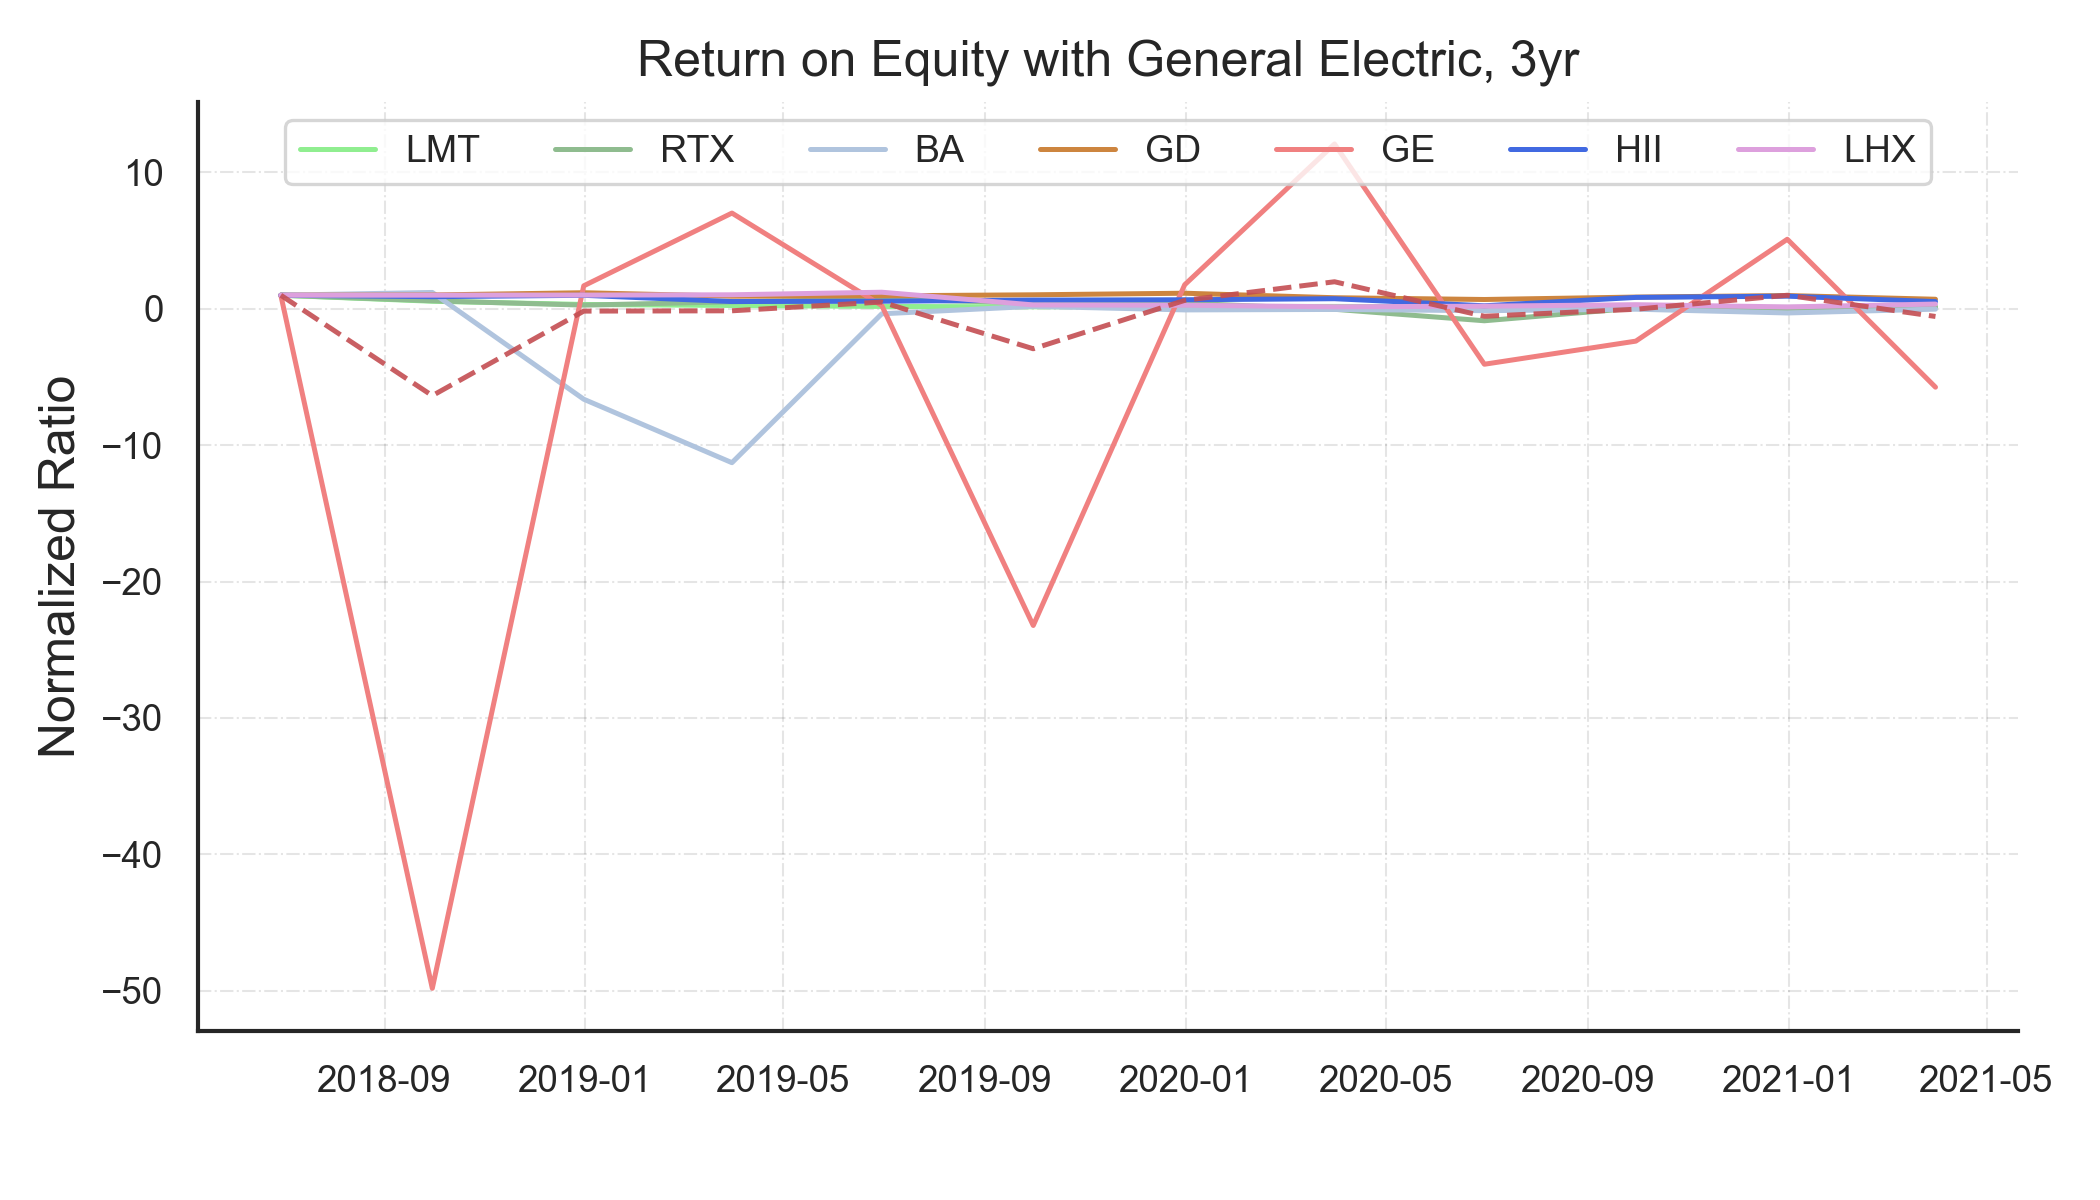 Return on Equity with General Electric, 3yr
LMT RTX BA GD GE HII LHX
Normalized Ratio
10
0
−10
−20
−30
−40
−50
2018-09 2019-01 2019-05 2019-09 2020-01 2020-05 2020-09 2021-01 2021-05